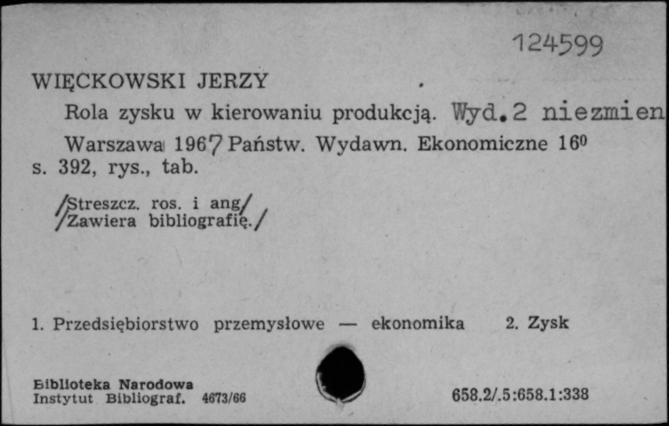 124599
WIĘCKOWSKI JERZY
Rola zysku w kierowaniu produkcją. Wyd.2 niezmien
Warszawa 1967 Państw. Wydawn. Ekonomiczne 16⁰
s. 392, rys., tab.
/Streszcz. ros. i ang/
/Zawiera bibliografię./
1. Przedsiębiorstwo przemysłowe — ekonomika 2. Zysk
Biblioteka Narodowa
Instytut Bibliograf. 4673/66 658.2/.5:658.1:338